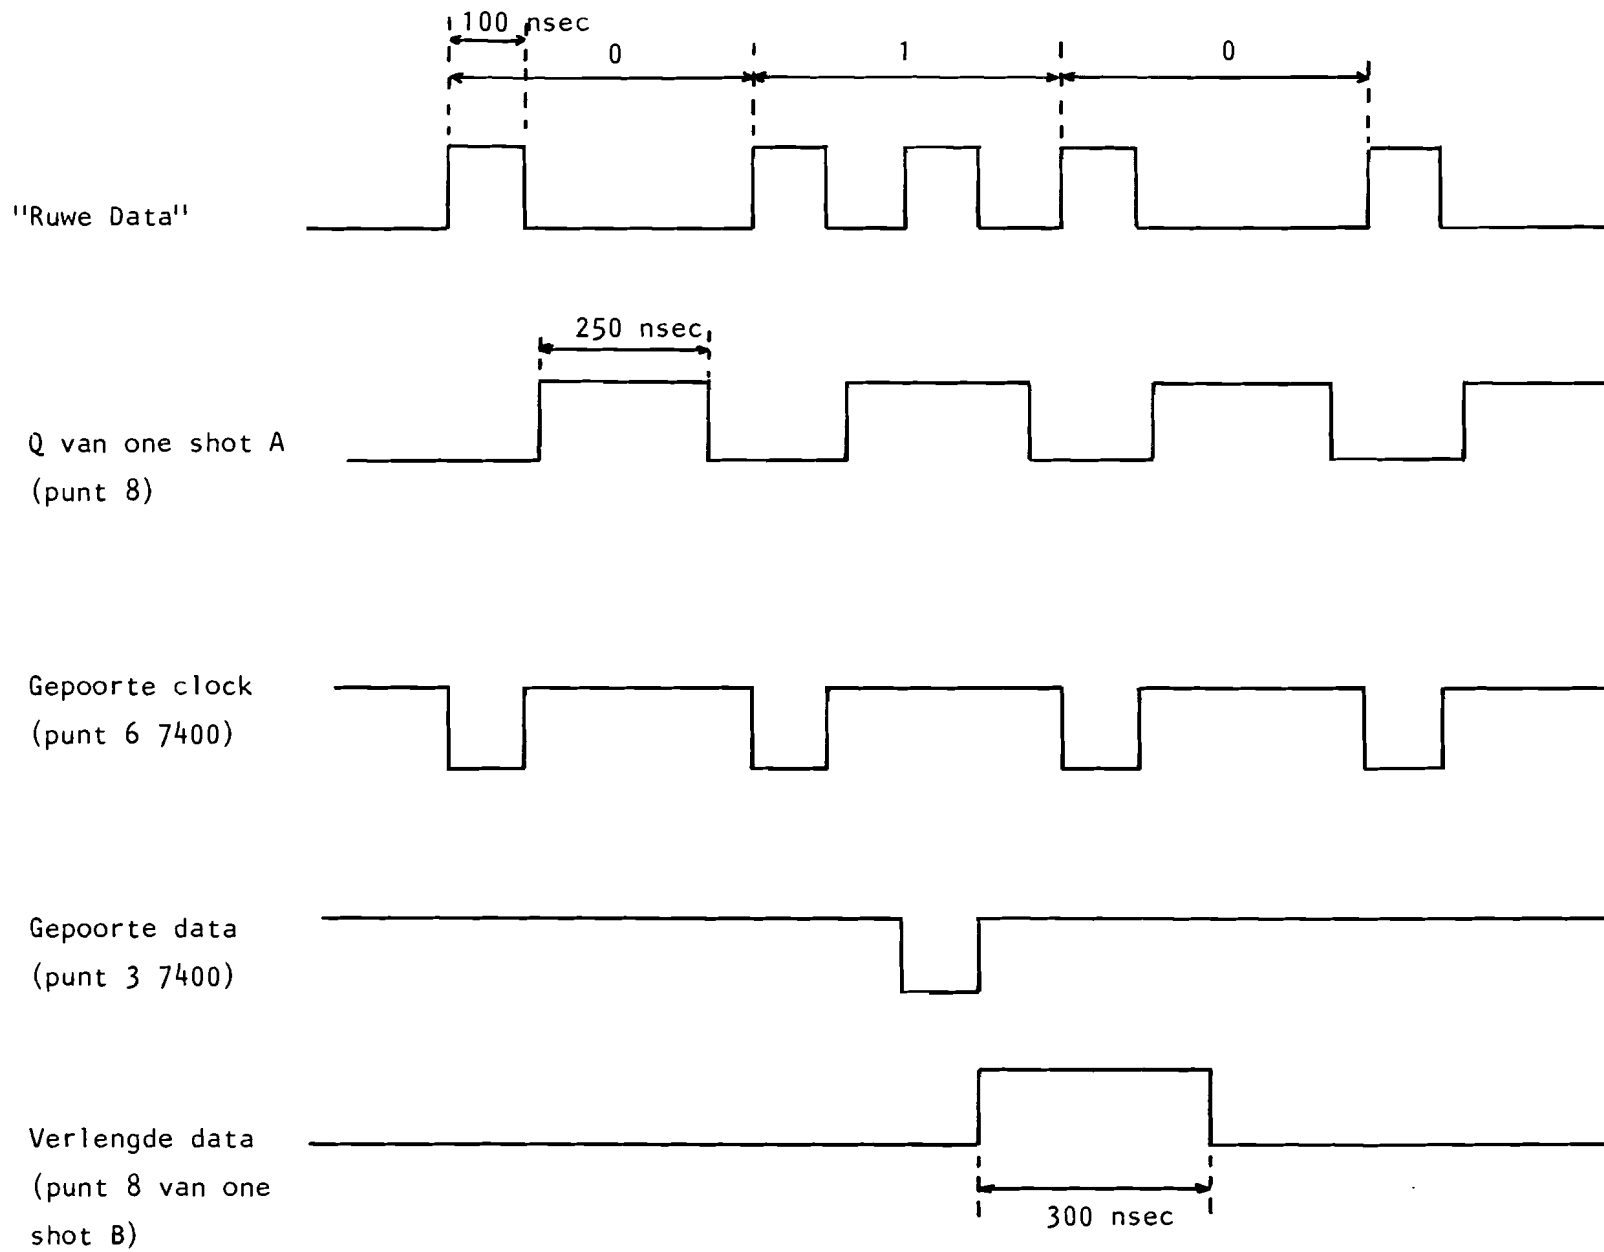 100 nsec
0 1 0
"Ruwe Data"
250 nsec
Q van one shot A
(punt 8)
Gepoorte clock
(punt 6 7400)
Gepoorte data
(punt 3 7400)
Verlengde data
(punt 8 van one
shot B)
300 nsec